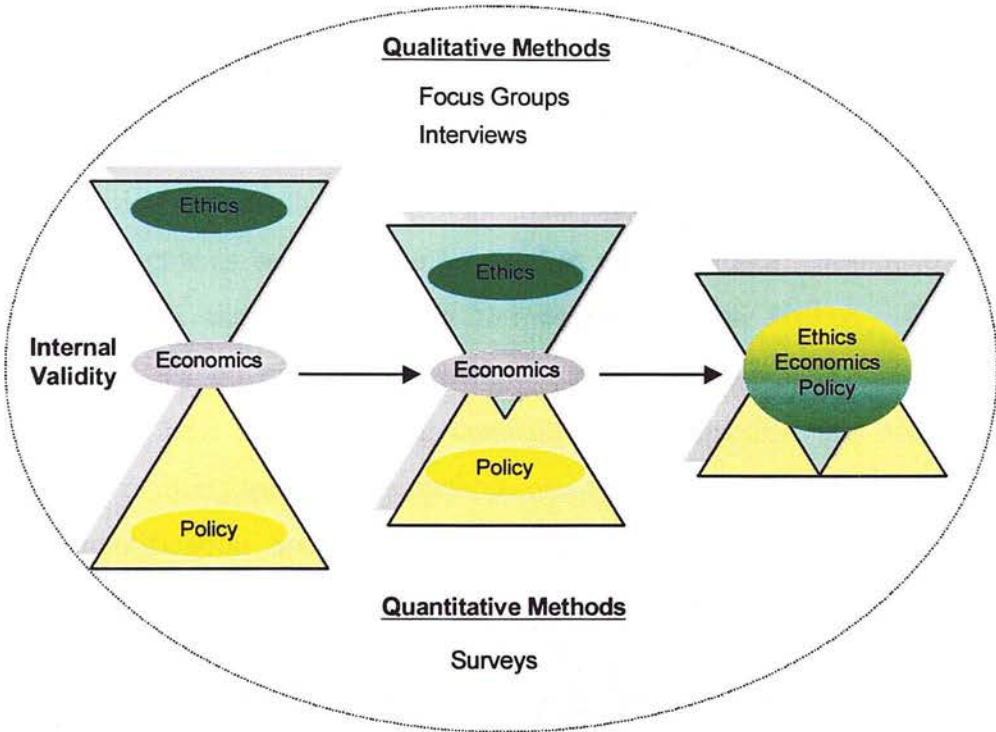 Qualitative Methods
Focus Groups
Interviews
Ethics
Ethics
Internal
Validity
Economics
Economics
Ethics
Economics
Policy
Policy
Policy
Quantitative Methods
Surveys